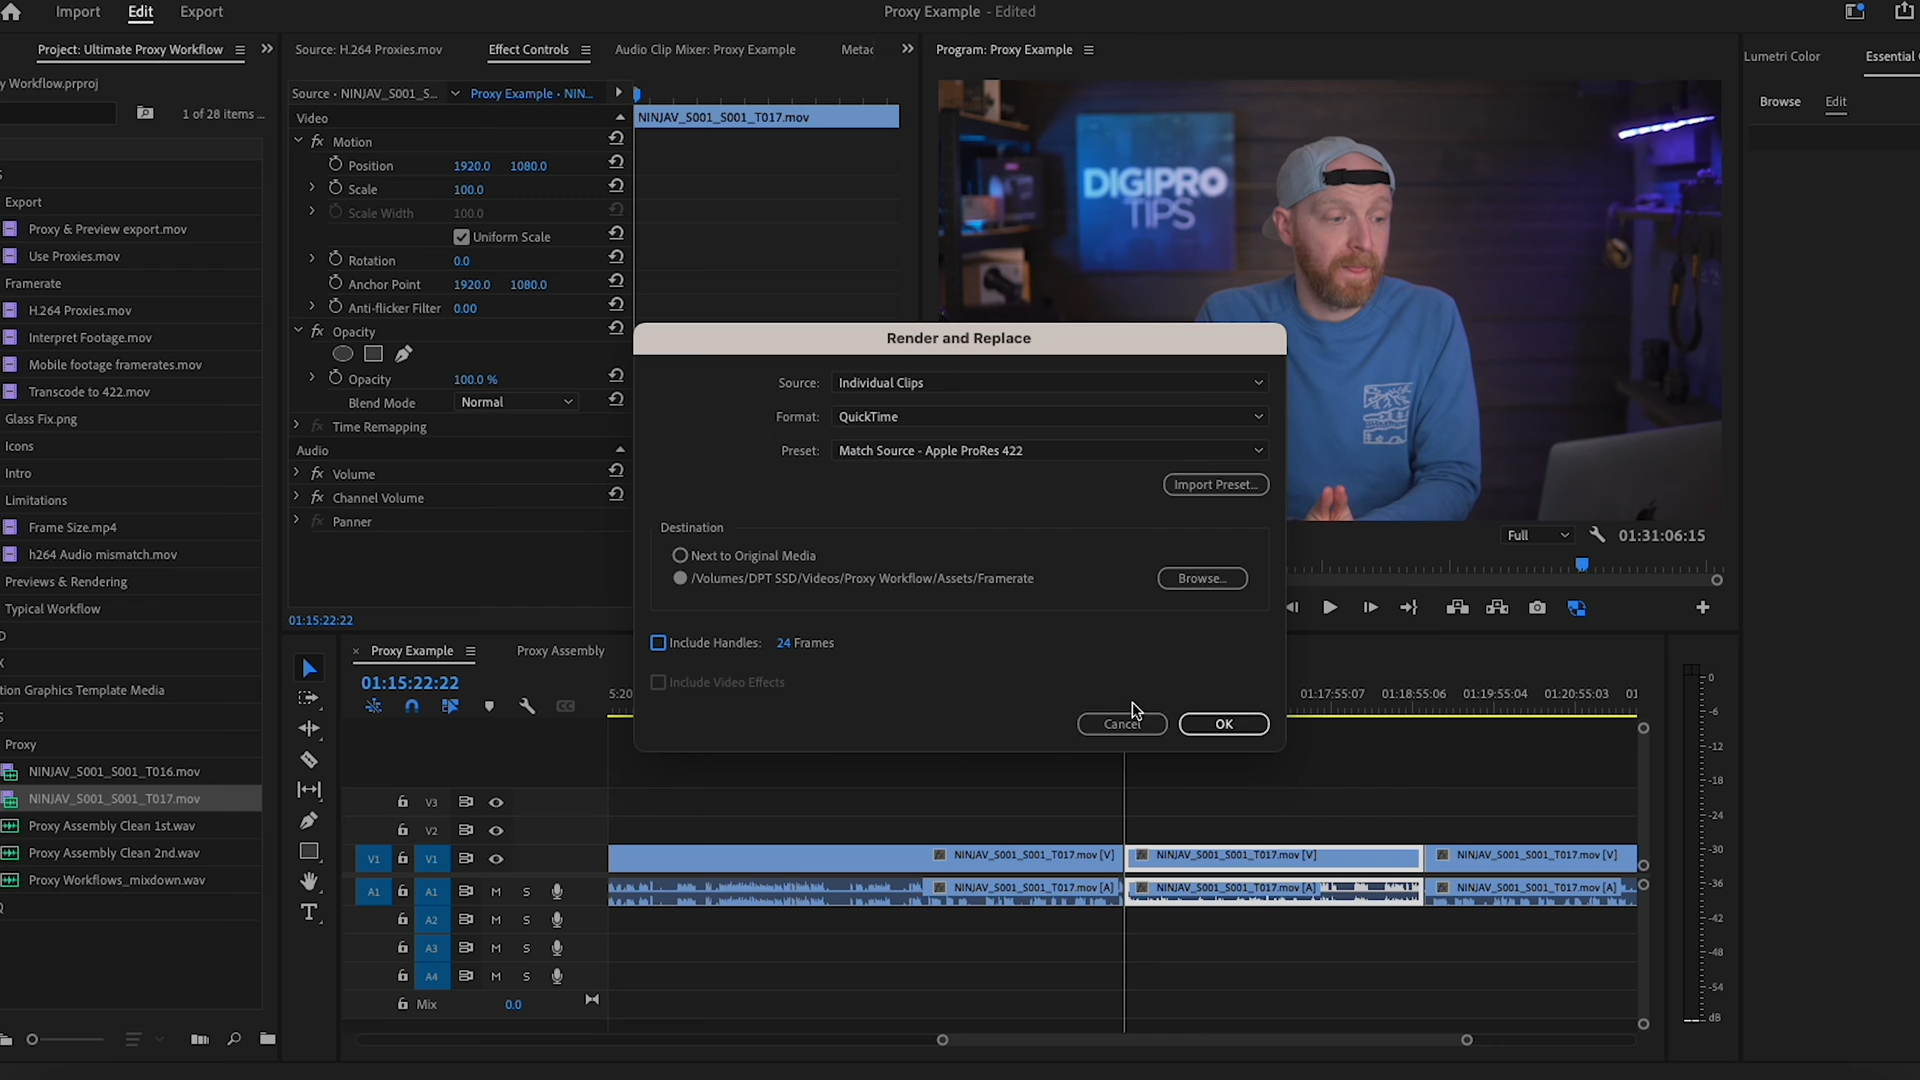 Import
Edit
Export
Proxy Example - Edited
Project: Ultimate Proxy Workflow
y Workflow.prproj
1 of 28 items ...
Export
Proxy & Preview export.mov
Use Proxies.mov
Framerate
H.264 Proxies.mov
Interpret Footage.mov
Mobile footage framerates.mov
Transcode to 422.mov
Glass Fix.png
Icons
Intro
Limitations
Frame Size.mp4
h264 Audio mismatch.mov
Previews & Rendering
Typical Workflow
D
X
tion Graphics Template Media
S
Proxy
NINJAV_S001_S001_T016.mov
NINJAV_S001_S001_T017.mov
Proxy Assembly Clean 1st.wav
Proxy Assembly Clean 2nd.wav
Proxy Workflows_mixdown.wav
Q
Source: H.264 Proxies.mov
Effect Controls
Audio Clip Mixer: Proxy Example
Metac
Source • NINJAV_S001_S...
Proxy Example • NIN...
NINJAV_S001_S001_T017.mov
Video
fx Motion
Position 1920.0 1080.0
Scale 100.0
Scale Width 100.0
Uniform Scale
Rotation 0.0
Anchor Point 1920.0 1080.0
Anti-flicker Filter 0.00
fx Opacity
Opacity 100.0 %
Blend Mode Normal
fx Time Remapping
Audio
fx Volume
fx Channel Volume
fx Panner
01:15:22:22
Program: Proxy Example
DIGIPRO
TIPS
Full
01:31:06:15
Lumetri Color
Essential
Browse
Edit
Render and Replace
Source: Individual Clips
Format: QuickTime
Preset: Match Source - Apple ProRes 422
Import Preset...
Destination
Next to Original Media
/Volumes/DPT SSD/Videos/Proxy Workflow/Assets/Framerate
Browse...
Include Handles: 24 Frames
Include Video Effects
Cancel
OK
Proxy Example
Proxy Assembly
01:15:22:22
5:20
01:17:55:07
01:18:55:06
01:19:55:04
01:20:55:03
01
V3
V2
V1 V1
NINJAV_S001_S001_T017.mov [V]
NINJAV_S001_S001_T017.mov [V]
NINJAV_S001_S001_T017.mov [V]
A1 A1 M S
NINJAV_S001_S001_T017.mov [A]
NINJAV_S001_S001_T017.mov [A]
NINJAV_S001_S001_T017.mov [A]
A2 M S
A3 M S
A4 M S
Mix 0.0
0
-6
-12
-18
-24
-30
-36
-42
-48
-54
dB